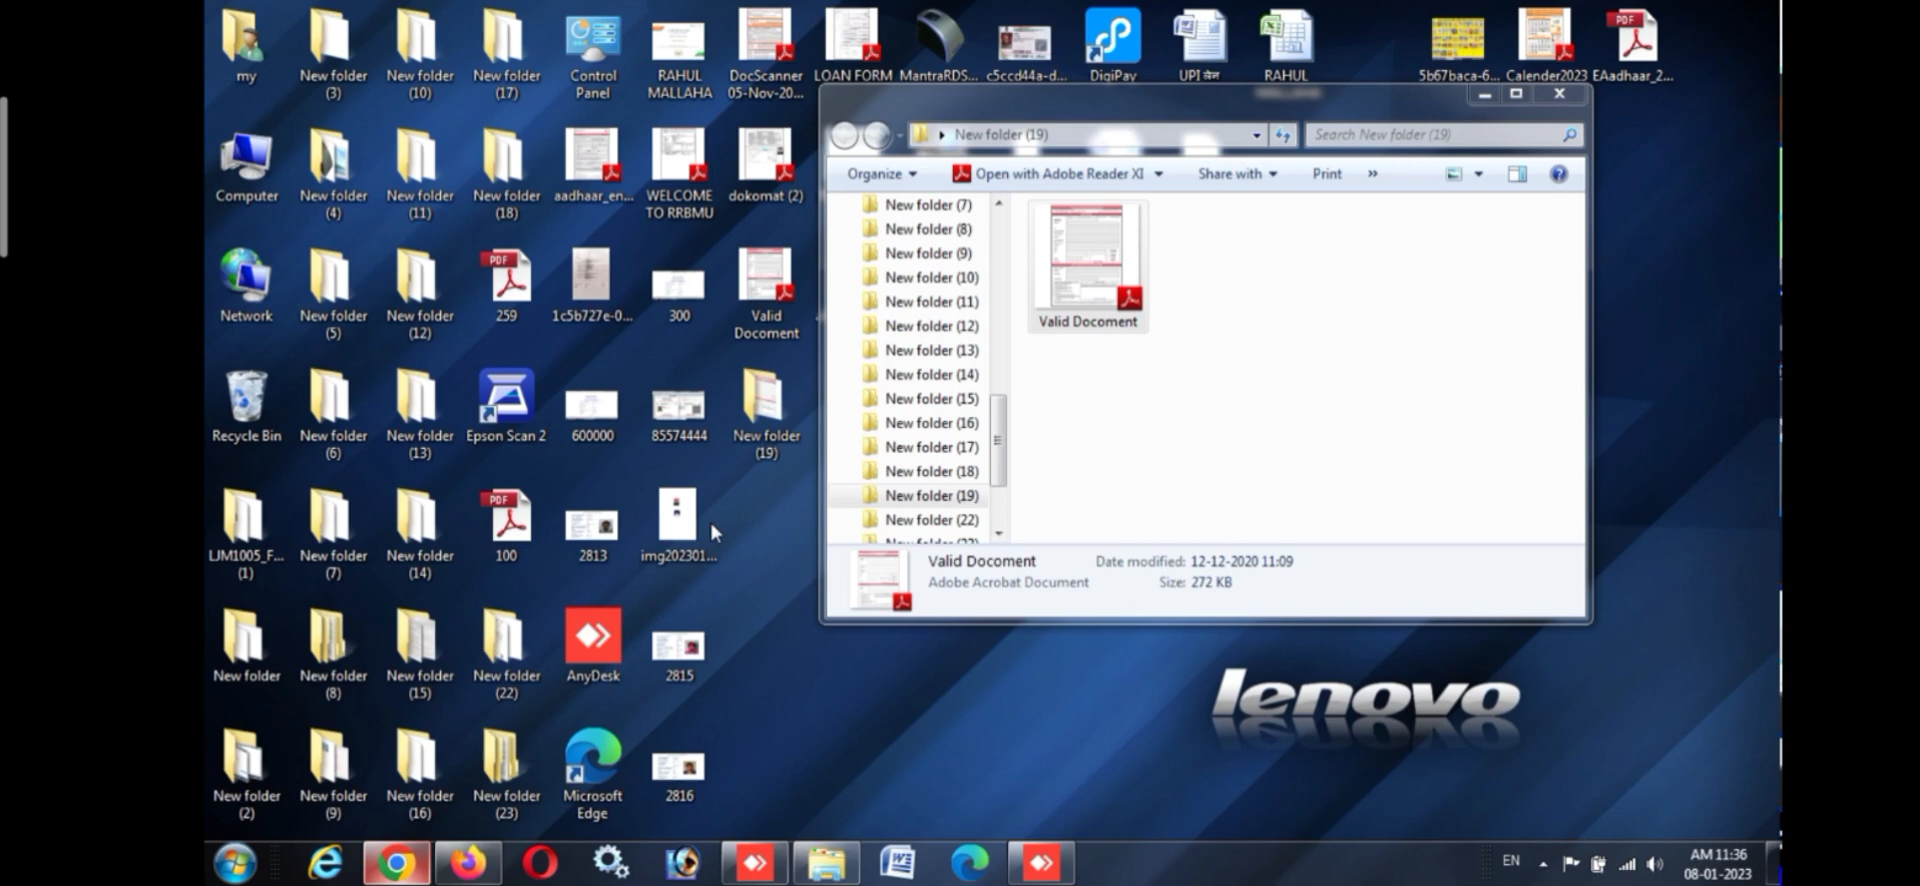 my
New folder
(3)
New folder
(10)
New folder
(17)
Control
Panel
RAHUL
MALLAHA
DocScanner
05-Nov-20...
LOAN FORM
MantraRDS...
c5ccd44a-d...
DigiPay
UPI लेन
RAHUL
5b67baca-6...
Calender2023
EAadhaar_2...
Computer
New folder
(4)
New folder
(11)
New folder
(18)
aadhaar_en...
WELCOME
TO RRBMU
dokomat (2)
Network
New folder
(5)
New folder
(12)
PDF
259
1c5b727e-0...
300
Valid
Docoment
Recycle Bin
New folder
(6)
New folder
(13)
Epson Scan 2
600000
85574444
New folder
(19)
LJM1005_F...
(1)
New folder
(7)
New folder
(14)
PDF
100
2813
img202301...
New folder
New folder
(8)
New folder
(15)
New folder
(22)
AnyDesk
2815
New folder
(2)
New folder
(9)
New folder
(16)
New folder
(23)
Microsoft
Edge
2816
PDF
New folder (19)
Search New folder (19)
Organize
Open with Adobe Reader XI
Share with
Print
»
New folder (7)
New folder (8)
New folder (9)
New folder (10)
New folder (11)
New folder (12)
New folder (13)
New folder (14)
New folder (15)
New folder (16)
New folder (17)
New folder (18)
New folder (19)
New folder (22)
Valid Docoment
Valid Docoment
Date modified: 12-12-2020 11:09
Adobe Acrobat Document
Size: 272 KB
lenovo
EN
AM 11:36
08-01-2023